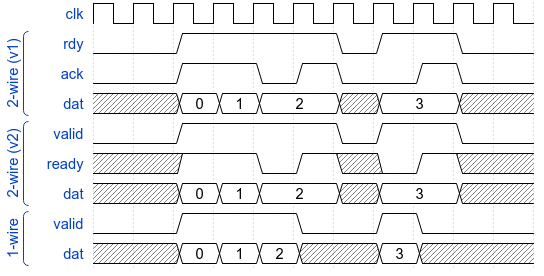 clk
2-wire (v1)
rdy
ack
dat 0 1 2 3
2-wire (v2)
valid
ready
dat 0 1 2 3
1-wire
valid
dat 0 1 2 3